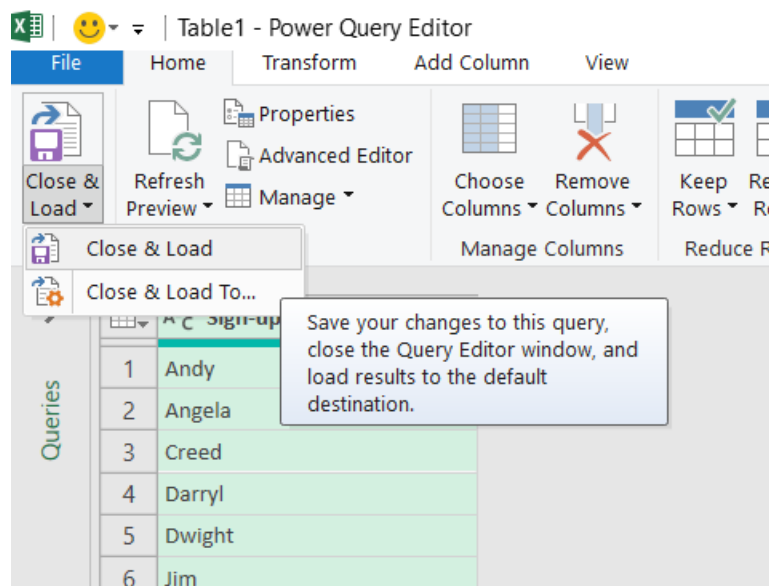 Table1 - Power Query Editor
File Home Transform Add Column View
Properties
Advanced Editor
Manage
Close &
Load
Refresh
Preview
Choose
Columns
Remove
Columns
Keep
Rows
Manage Columns
Reduce R
Close & Load
Close & Load To...
Save your changes to this query,
close the Query Editor window, and
load results to the default
destination.
Queries
Sign-up
1 Andy
2 Angela
3 Creed
4 Darryl
5 Dwight
6 Jim